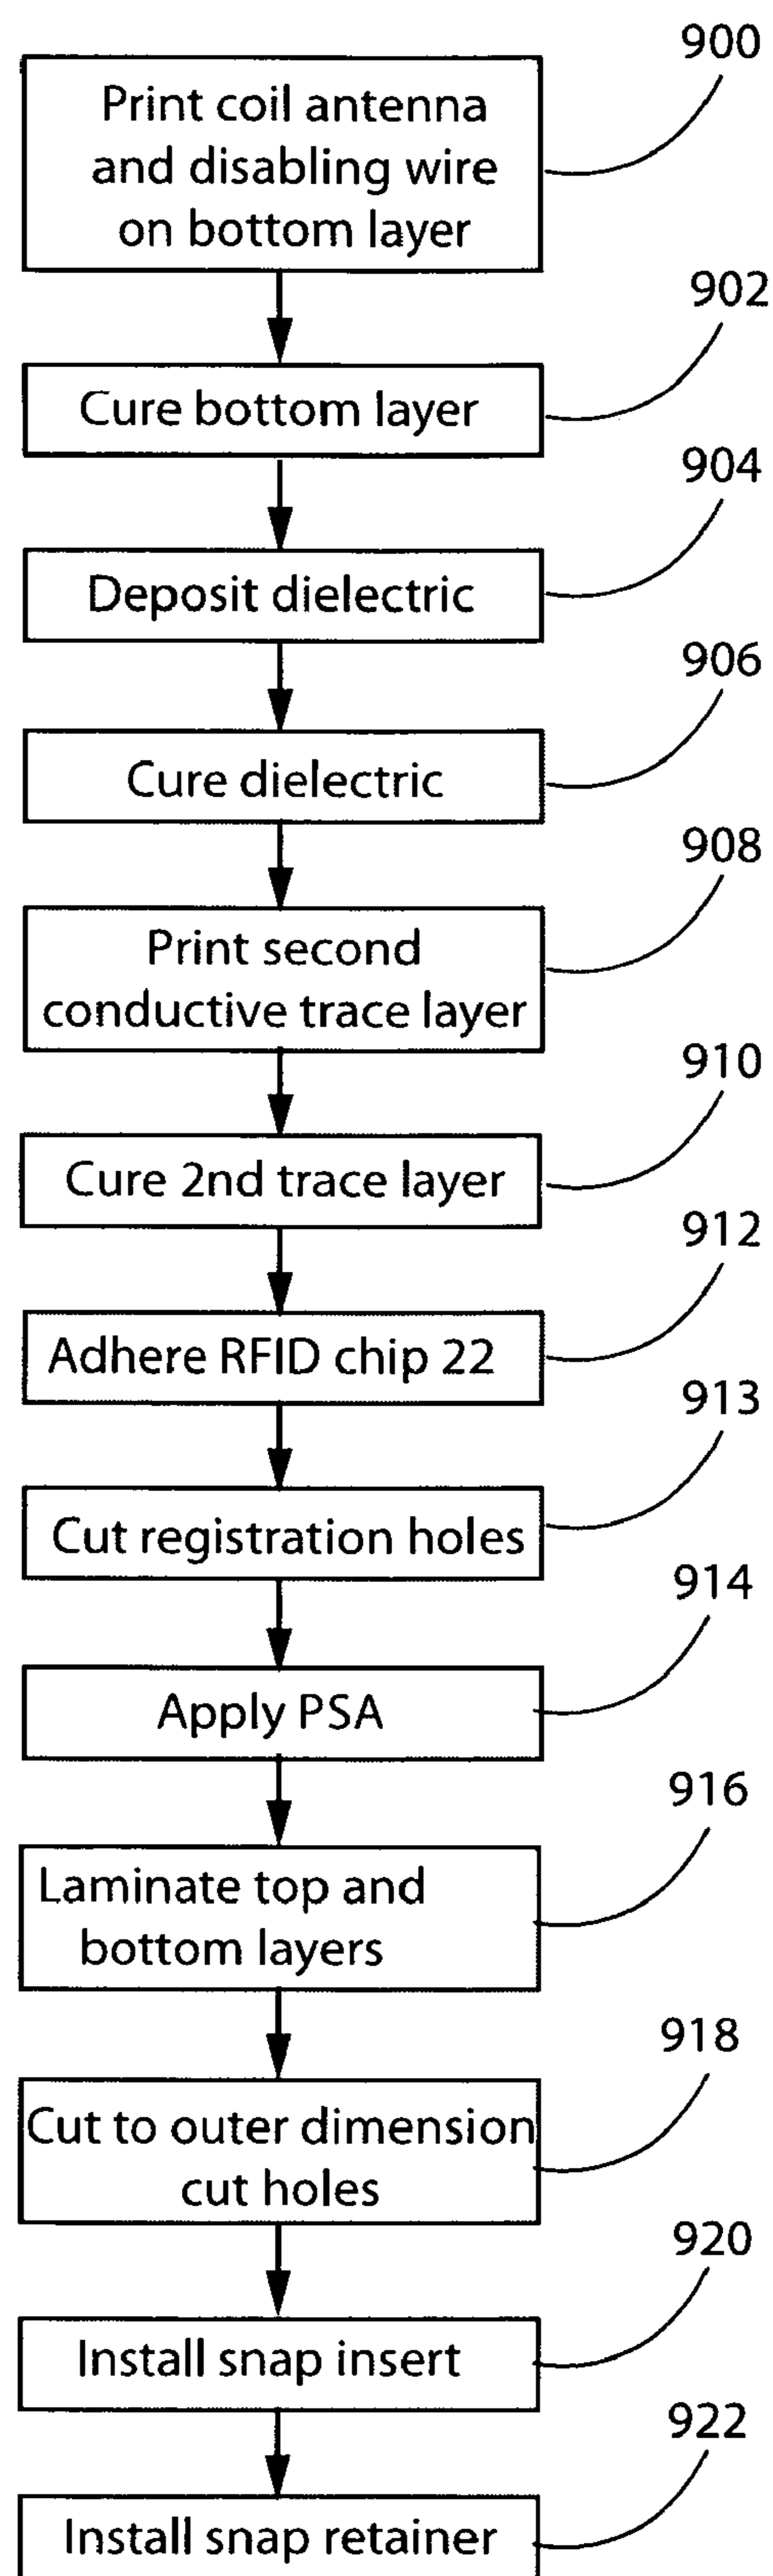 900
Print coil antenna
and disabling wire
on bottom layer
902
Cure bottom layer
904
Deposit dielectric
906
Cure dielectric
908
Print second
conductive trace layer
910
Cure 2nd trace layer
912
Adhere RFID chip 22
913
Cut registration holes
914
Apply PSA
916
Laminate top and
bottom layers
918
Cut to outer dimension
cut holes
920
Install snap insert
922
Install snap retainer